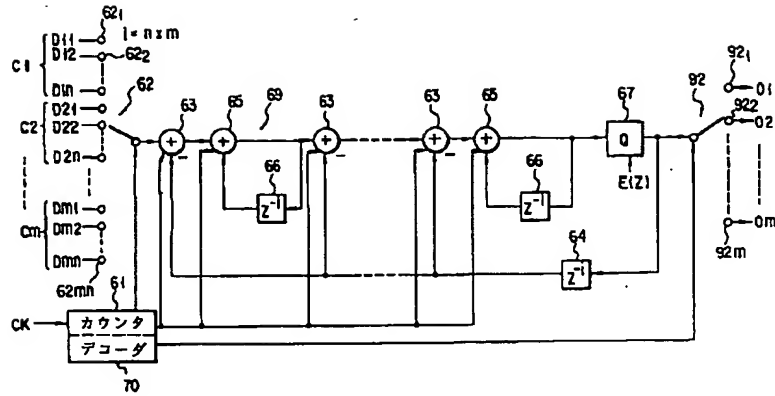 62₁
D11
ℓ = n x m
D12
62₂
C1
D1n
D21
62
C2
D22
D2n
63
65
69
63
63
65
67
92
92₁
O1
92₂
O2
Q
E(Z)
66
Z⁻¹
66
Z⁻¹
64
Z⁻¹
Dm1
Cm
Dm2
Dmn
62mn
61
CK
カウンタ
デコーダ
70
Om
92m